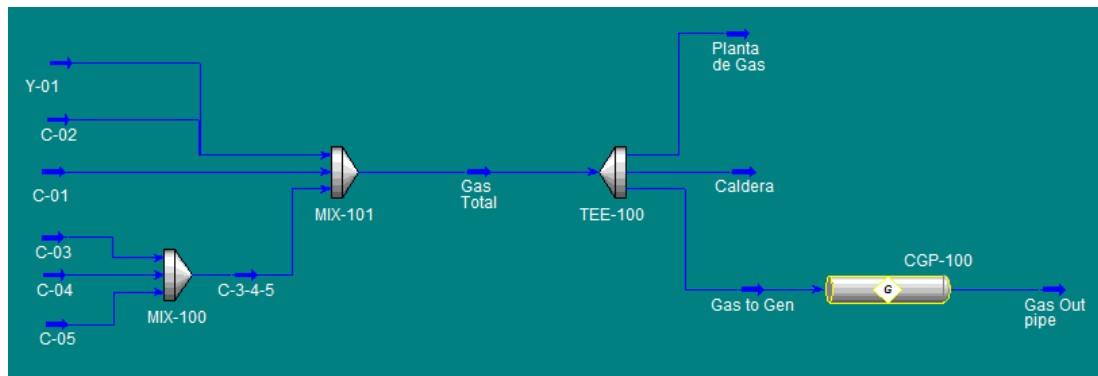 Y-01
C-02
C-01
C-03
C-04
C-05
MIX-100
C-3-4-5
MIX-101
Gas
Total
TEE-100
Planta
de Gas
Caldera
Gas to Gen
CGP-100
G
Gas Out
pipe